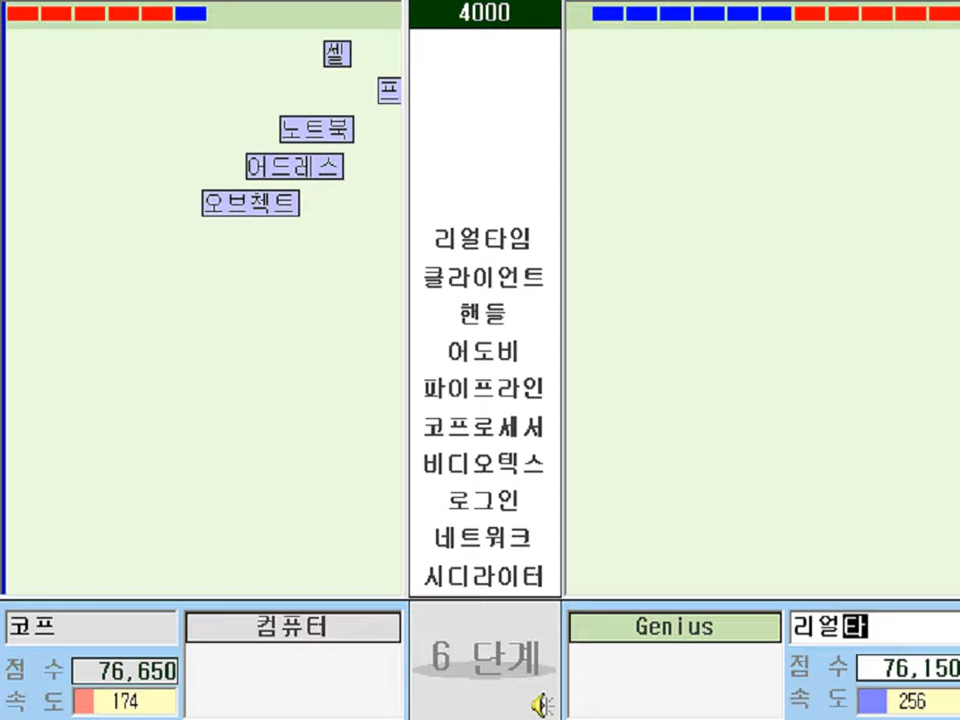 4000
셀
프
노트북
어드레스
오브젝트
리얼타임
클라이언트
핸들
어도비
파이프라인
코프로세서
비디오텍스
로그인
네트워크
시디라이터
코프
컴퓨터
점 수 76,650
속 도 174
6 단계
Genius
리얼타
점 수 76,150
속 도 256